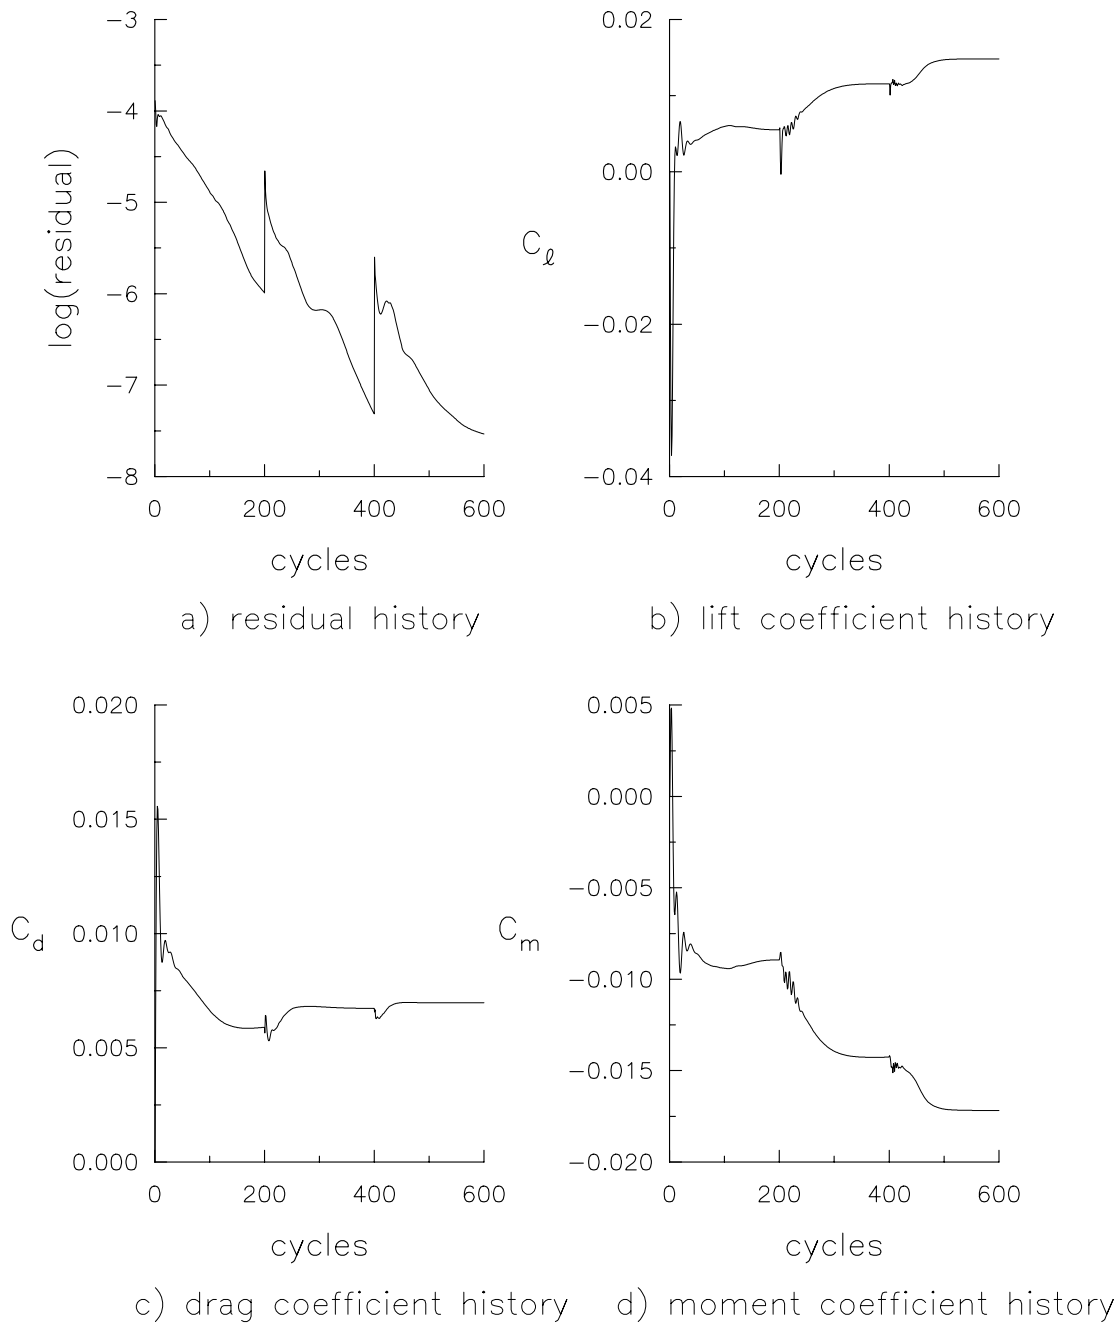 -3
-4
-5
-6
-7
-8
log(residual)
0 200 400 600
cycles
a) residual history
0.02
0.00
-0.02
-0.04
Cℓ
0 200 400 600
cycles
b) lift coefficient history
0.020
0.015
0.010
0.005
0.000
Cd
0 200 400 600
cycles
c) drag coefficient history
0.005
0.000
-0.005
-0.010
-0.015
-0.020
Cm
0 200 400 600
cycles
d) moment coefficient history